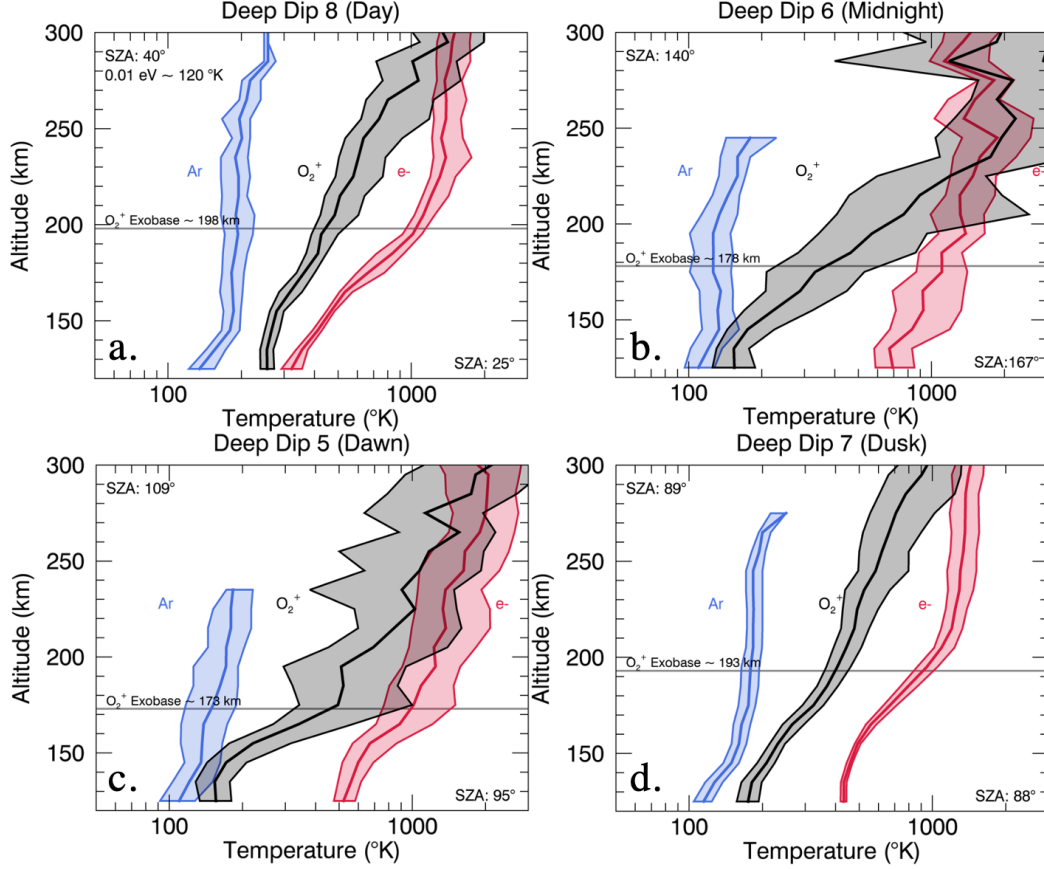 Deep Dip 8 (Day)
300
250
200
150
Altitude (km)
SZA: 40°
0.01 eV ~ 120 °K
Ar
O₂⁺
e-
O₂⁺ Exobase ~ 198 km
a.
SZA: 25°
100
1000
Temperature (°K)
Deep Dip 6 (Midnight)
300
250
200
150
Altitude (km)
SZA: 140°
Ar
O₂⁺
e-
O₂⁺ Exobase ~ 178 km
b.
SZA:167°
100
1000
Temperature (°K)
Deep Dip 5 (Dawn)
300
250
200
150
Altitude (km)
SZA: 109°
Ar
O₂⁺
e-
O₂⁺ Exobase ~ 173 km
c.
SZA: 95°
100
1000
Temperature (°K)
Deep Dip 7 (Dusk)
300
250
200
150
Altitude (km)
SZA: 89°
Ar
O₂⁺
e-
O₂⁺ Exobase ~ 193 km
d.
SZA: 88°
100
1000
Temperature (°K)